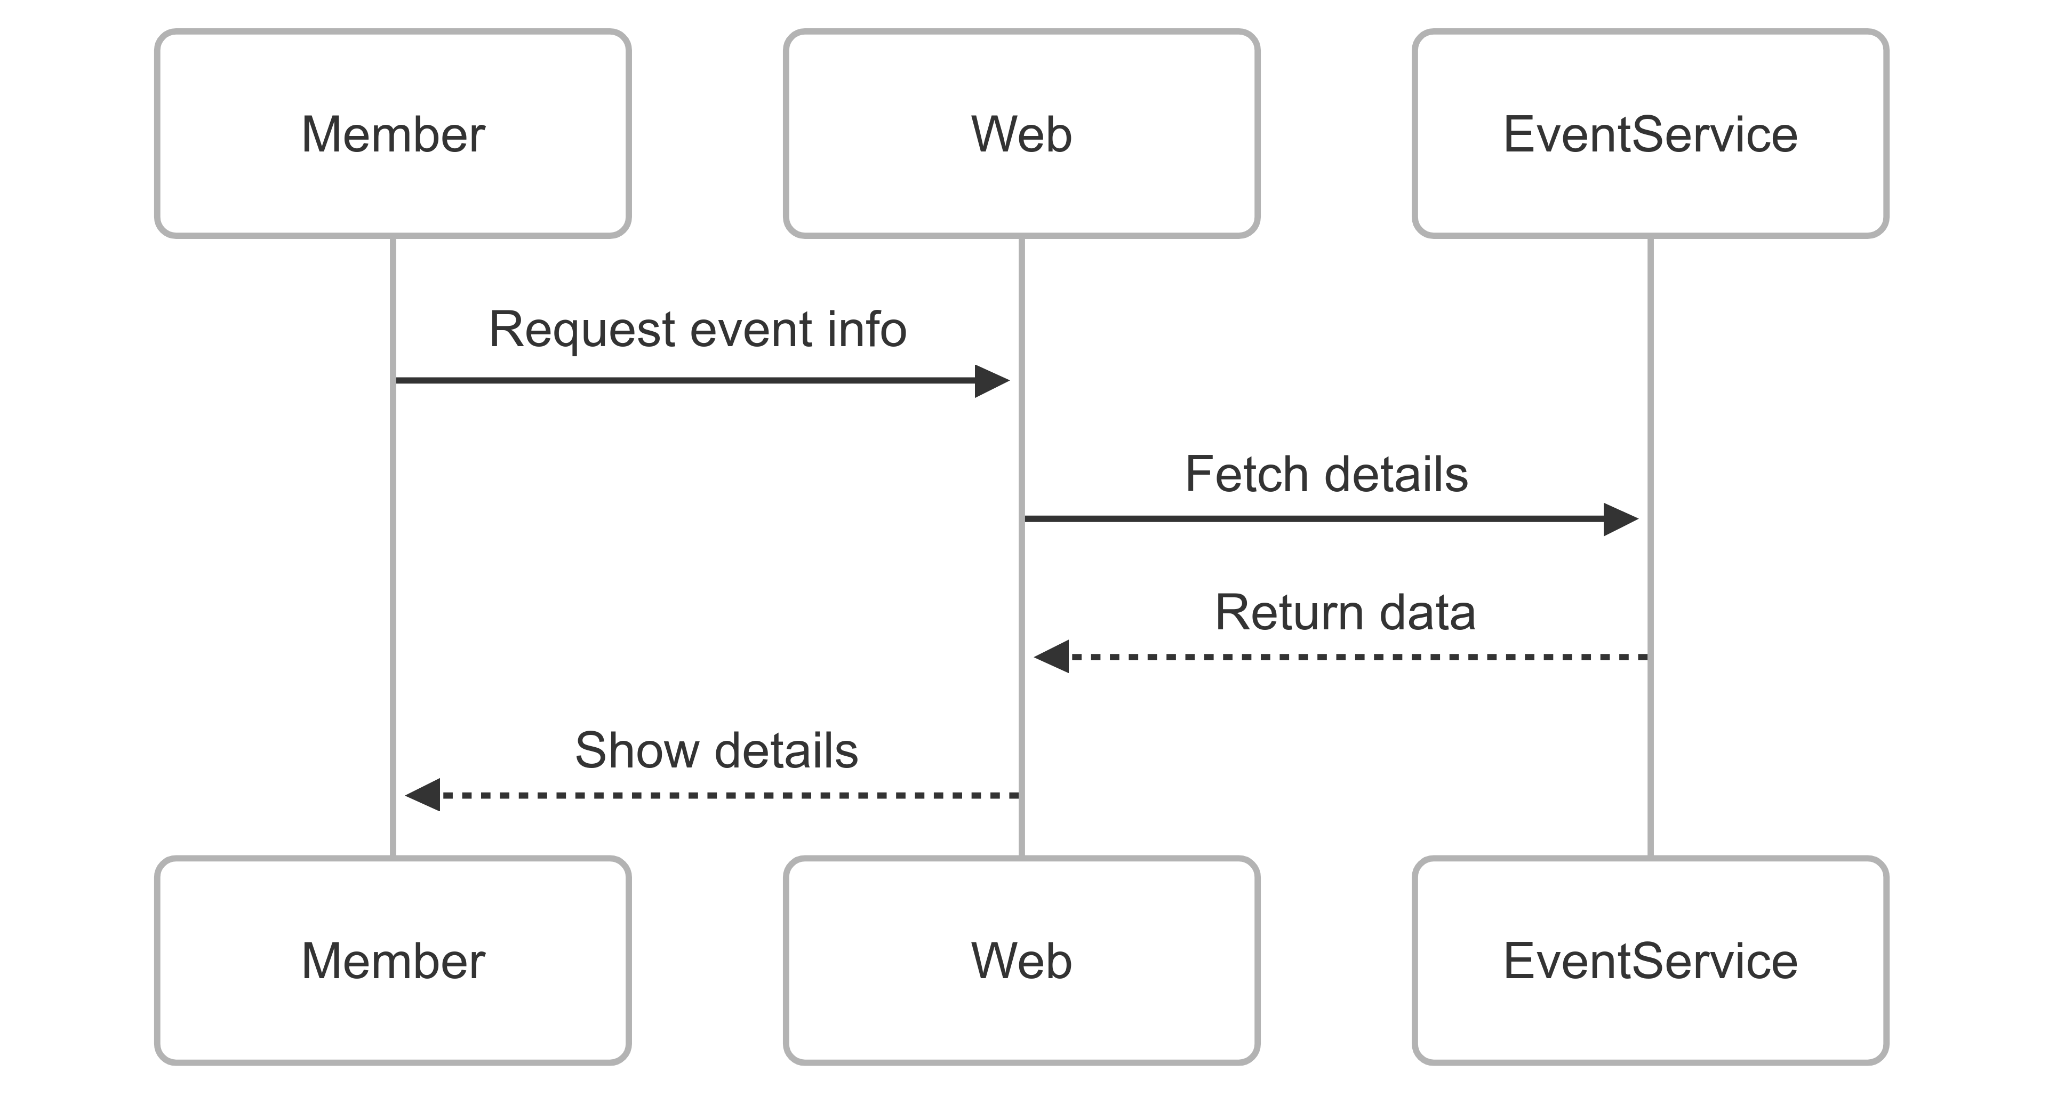 Member
Web
EventService
Request event info
Fetch details
Return data
Show details
Member
Web
EventService